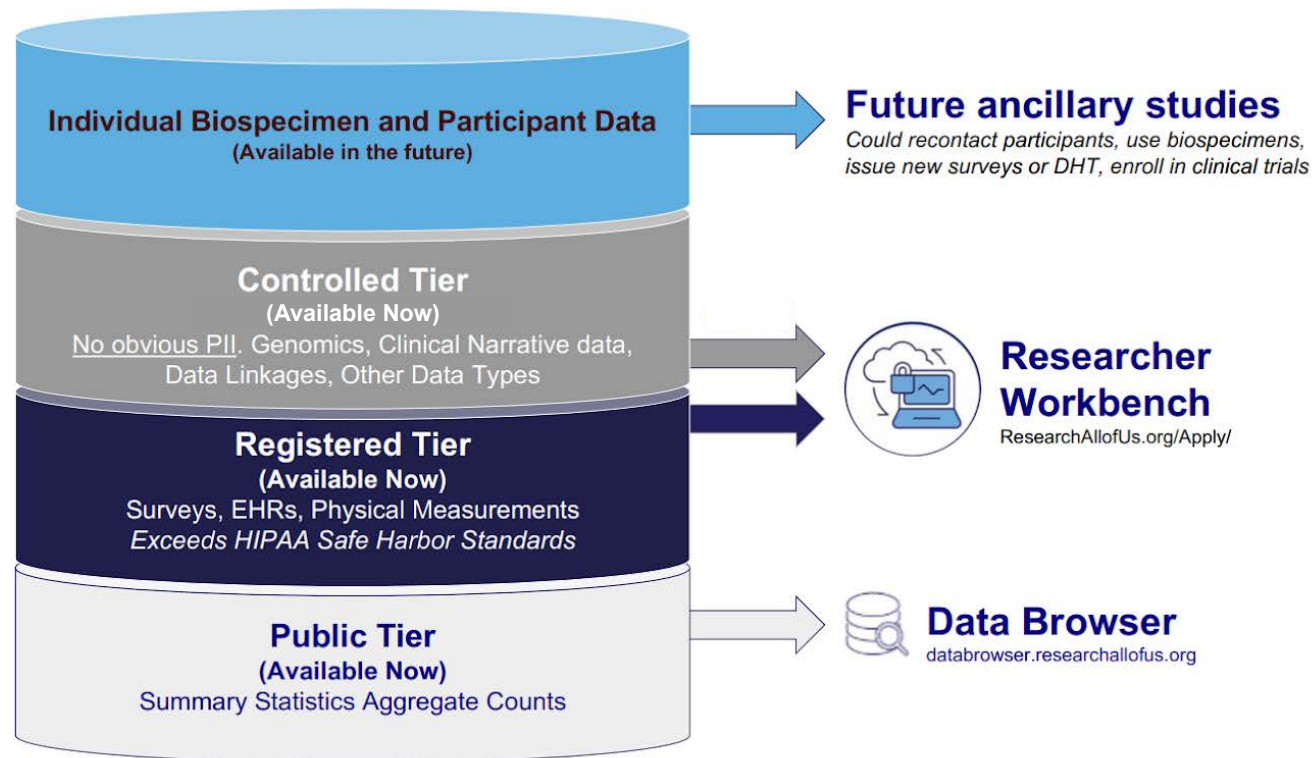 Individual Biospecimen and Participant Data
(Available in the future)
Future ancillary studies
Could recontact participants, use biospecimens,
issue new surveys or DHT, enroll in clinical trials
Controlled Tier
(Available Now)
No obvious PII. Genomics, Clinical Narrative data,
Data Linkages, Other Data Types
Researcher
Workbench
ResearchAllofUs.org/Apply/
Registered Tier
(Available Now)
Surveys, EHRs, Physical Measurements
Exceeds HIPAA Safe Harbor Standards
Public Tier
(Available Now)
Summary Statistics Aggregate Counts
Data Browser
databrowser.researchallofus.org